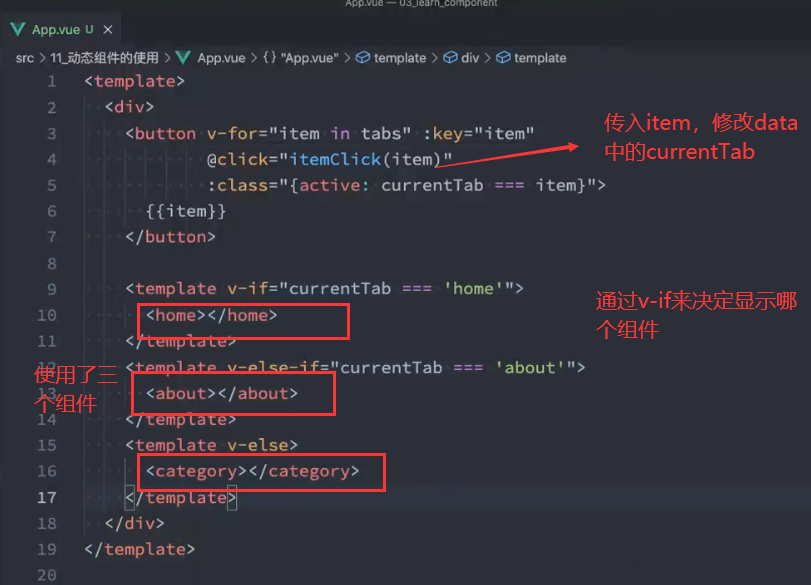 App.vue — 03_learn_component
App.vue U ×
src > 11_动态组件的使用 > App.vue > {} "App.vue" > template > div > template
1 <template>
2 <div>
3 <button v-for="item in tabs" :key="item"
4 @click="itemClick(item)"
5 :class="{active: currentTab === item}">
6 {{item}}
7 </button>
8
9 <template v-if="currentTab === 'home'">
10 <home></home>
11 </template>
12 <template v-else-if="currentTab === 'about'">
13 <about></about>
14 </template>
15 <template v-else>
16 <category></category>
17 </template>
18 </div>
19 </template>
20
传入item，修改data
中的currentTab
通过v-if来决定显示哪
个组件
使用了三
个组件